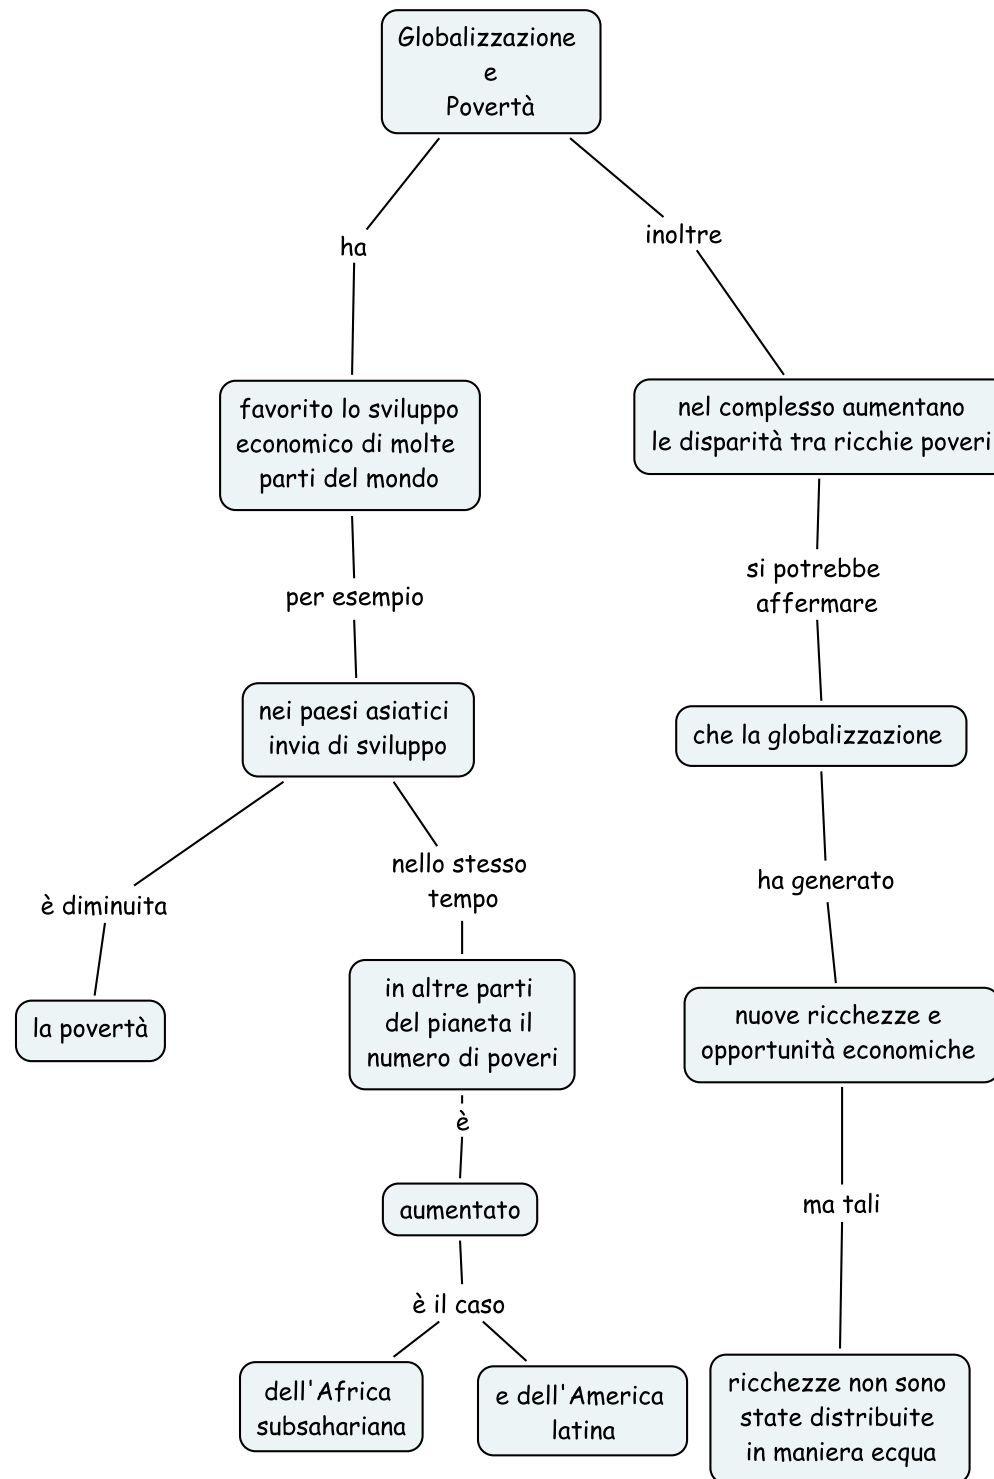 Globalizzazione
e
Povertà
ha
inoltre
favorito lo sviluppo
economico di molte
parti del mondo
nel complesso aumentano
le disparità tra ricchie poveri
per esempio
si potrebbe
affermare
nei paesi asiatici
invia di sviluppo
che la globalizzazione
è diminuita
nello stesso
tempo
ha generato
la povertà
in altre parti
del pianeta il
numero di poveri
nuove ricchezze e
opportunità economiche
è
aumentato
ma tali
è il caso
dell'Africa
subsahariana
e dell'America
latina
ricchezze non sono
state distribuite
in maniera ecqua